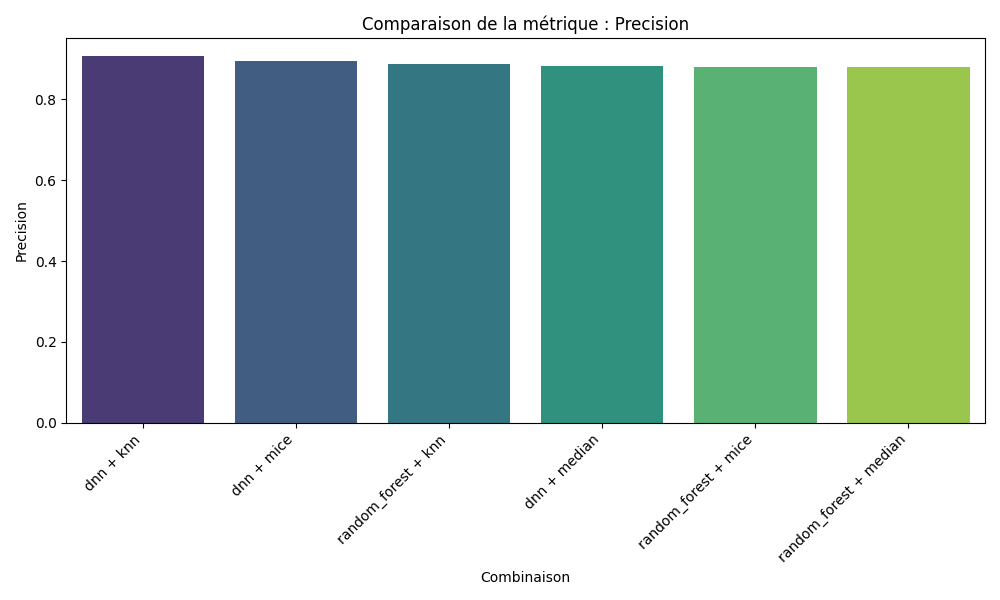 Comparaison de la métrique : Precision
Precision
0.8
0.6
0.4
0.2
0.0
dnn + knn
dnn + mice
random_forest + knn
dnn + median
random_forest + mice
random_forest + median
Combinaison